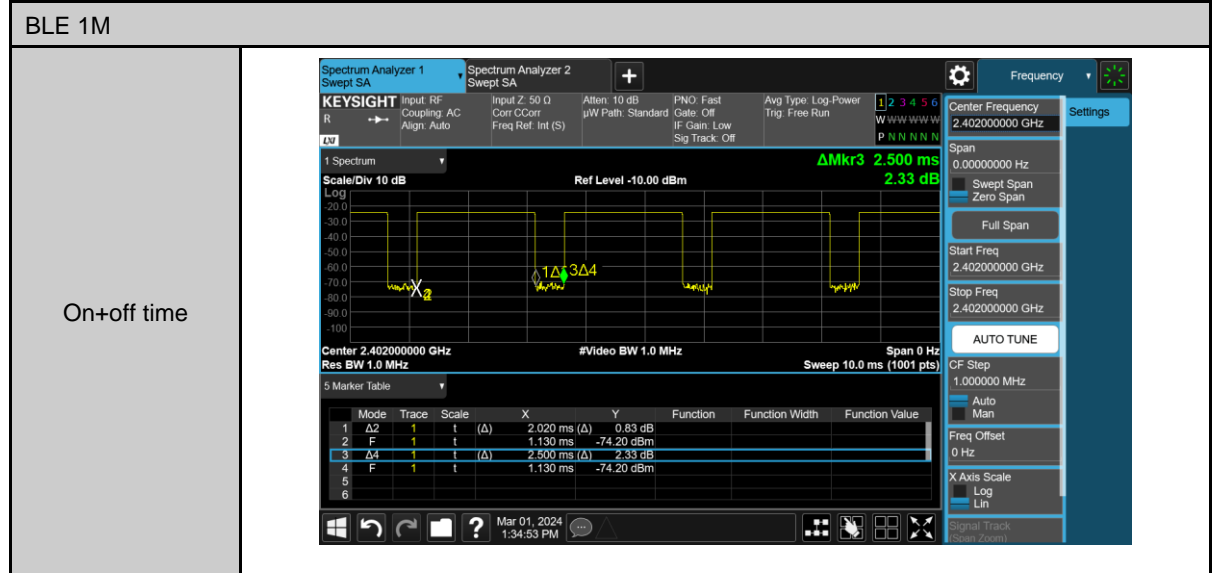 BLE 1M
On+off time
Spectrum Analyzer 1
Swept SA
Spectrum Analyzer 2
Swept SA
+
Frequency
KEYSIGHT
R
LXI
Input: RF
Coupling: AC
Align: Auto
Input Z: 50 Ω
Corr CCorr
Freq Ref: Int (S)
Atten: 10 dB
µW Path: Standard
PNO: Fast
Gate: Off
IF Gain: Low
Sig Track: Off
Avg Type: Log-Power
Trig: Free Run
1 2 3 4 5 6
W W W W W W
P N N N N N
1 Spectrum
ΔMkr3 2.500 ms
2.33 dB
Scale/Div 10 dB
Ref Level -10.00 dBm
Log
-20.0
-30.0
-40.0
-50.0
-60.0
-70.0
-80.0
-90.0
-100
3Δ4
Center 2.402000000 GHz
#Video BW 1.0 MHz
Span 0 Hz
Res BW 1.0 MHz
Sweep 10.0 ms (1001 pts)
5 Marker Table
Mode Trace Scale X Y Function Function Width Function Value
1 Δ2 1 t (Δ) 2.020 ms (Δ) 0.83 dB
2 F 1 t 1.130 ms -74.20 dBm
3 Δ4 1 t (Δ) 2.500 ms (Δ) 2.33 dB
4 F 1 t 1.130 ms -74.20 dBm
5
6
?
Mar 01, 2024
1:34:53 PM
Center Frequency
2.402000000 GHz
Settings
Span
0.00000000 Hz
Swept Span
Zero Span
Full Span
Start Freq
2.402000000 GHz
Stop Freq
2.402000000 GHz
AUTO TUNE
CF Step
1.000000 MHz
Auto
Man
Freq Offset
0 Hz
X Axis Scale
Log
Lin
Signal Track
(Span Zoom)